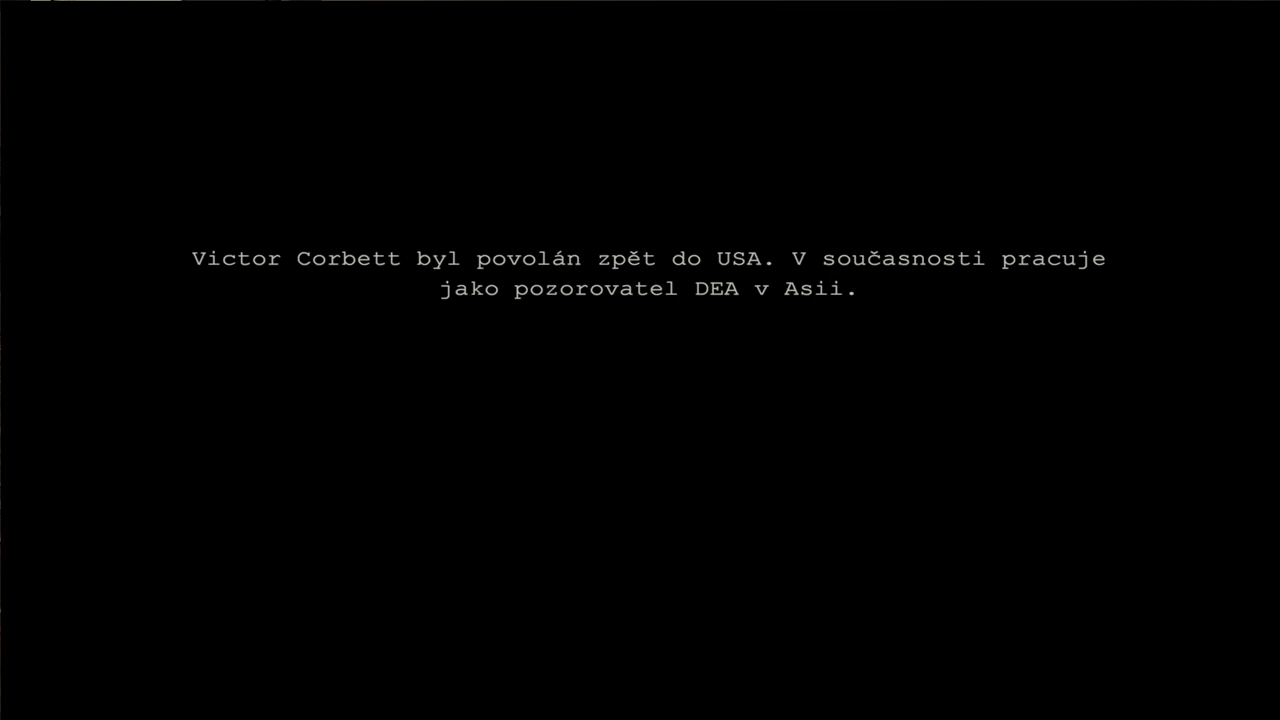 Victor Corbett byl povolán zpět do USA. V současnosti pracuje
jako pozorovatel DEA v Asii.